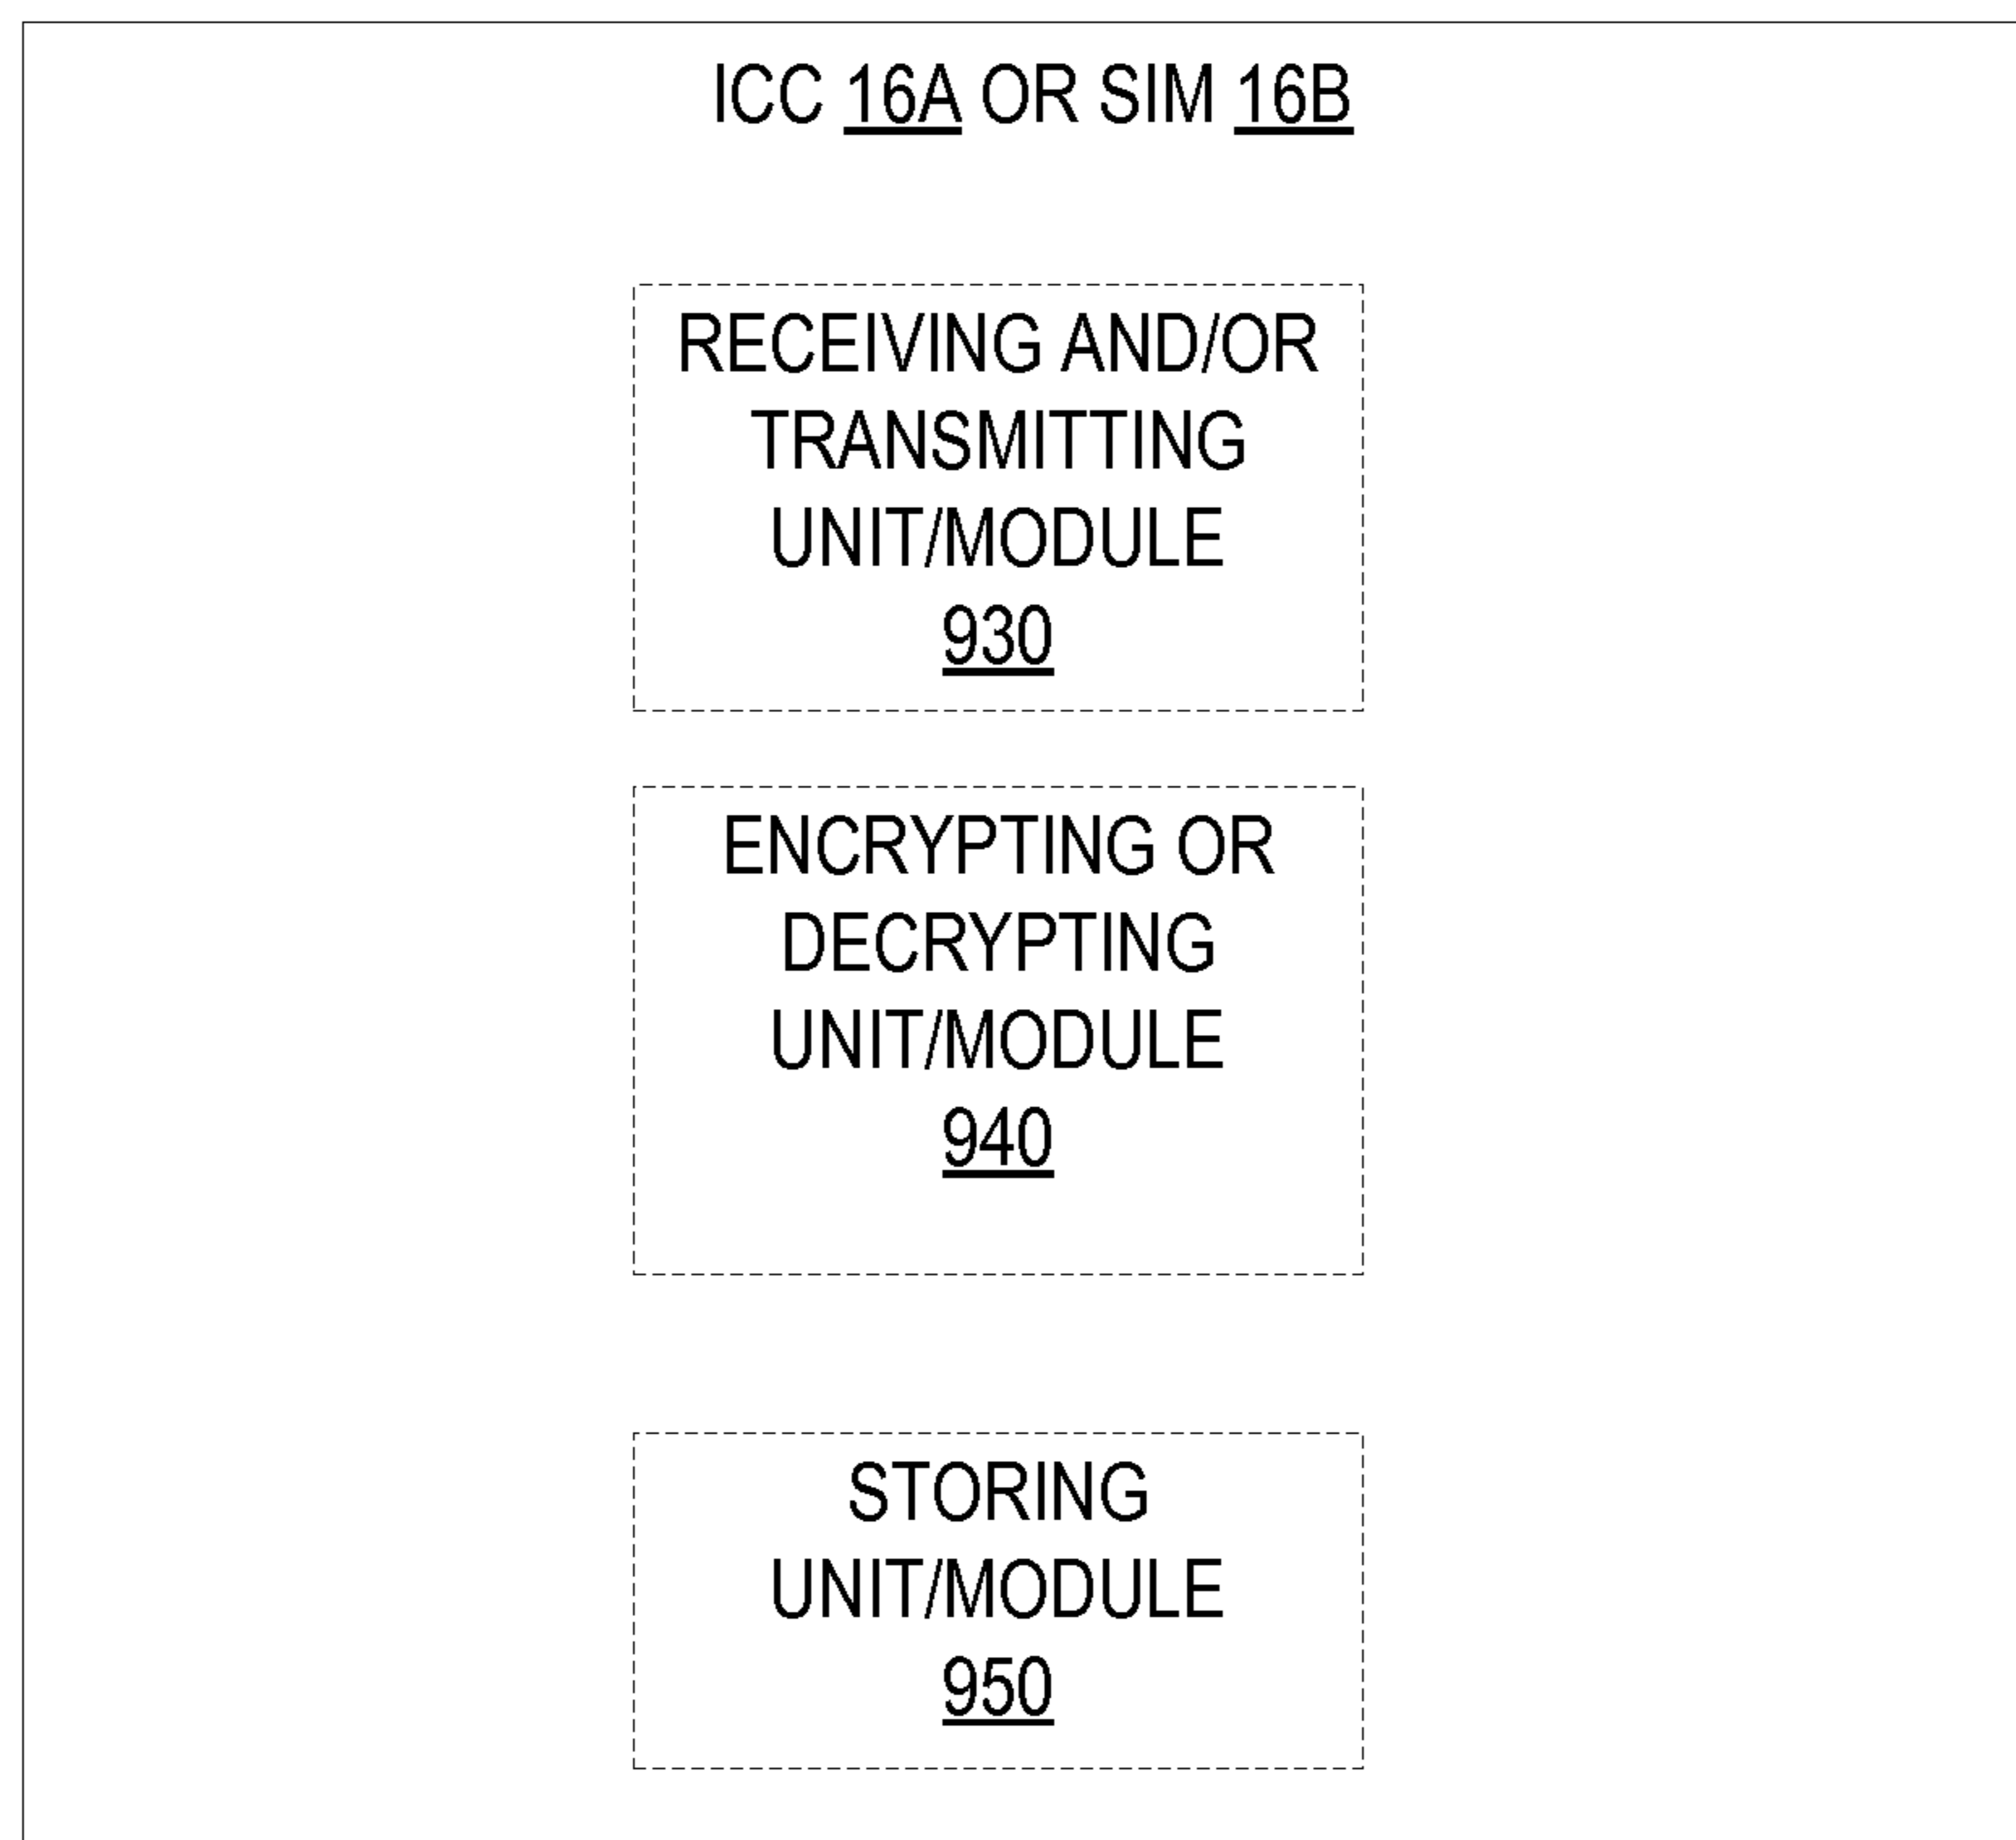 ICC 16A OR SIM 16B
RECEIVING AND/OR
TRANSMITTING
UNIT/MODULE
930
ENCRYPTING OR
DECRYPTING
UNIT/MODULE
940
STORING
UNIT/MODULE
950